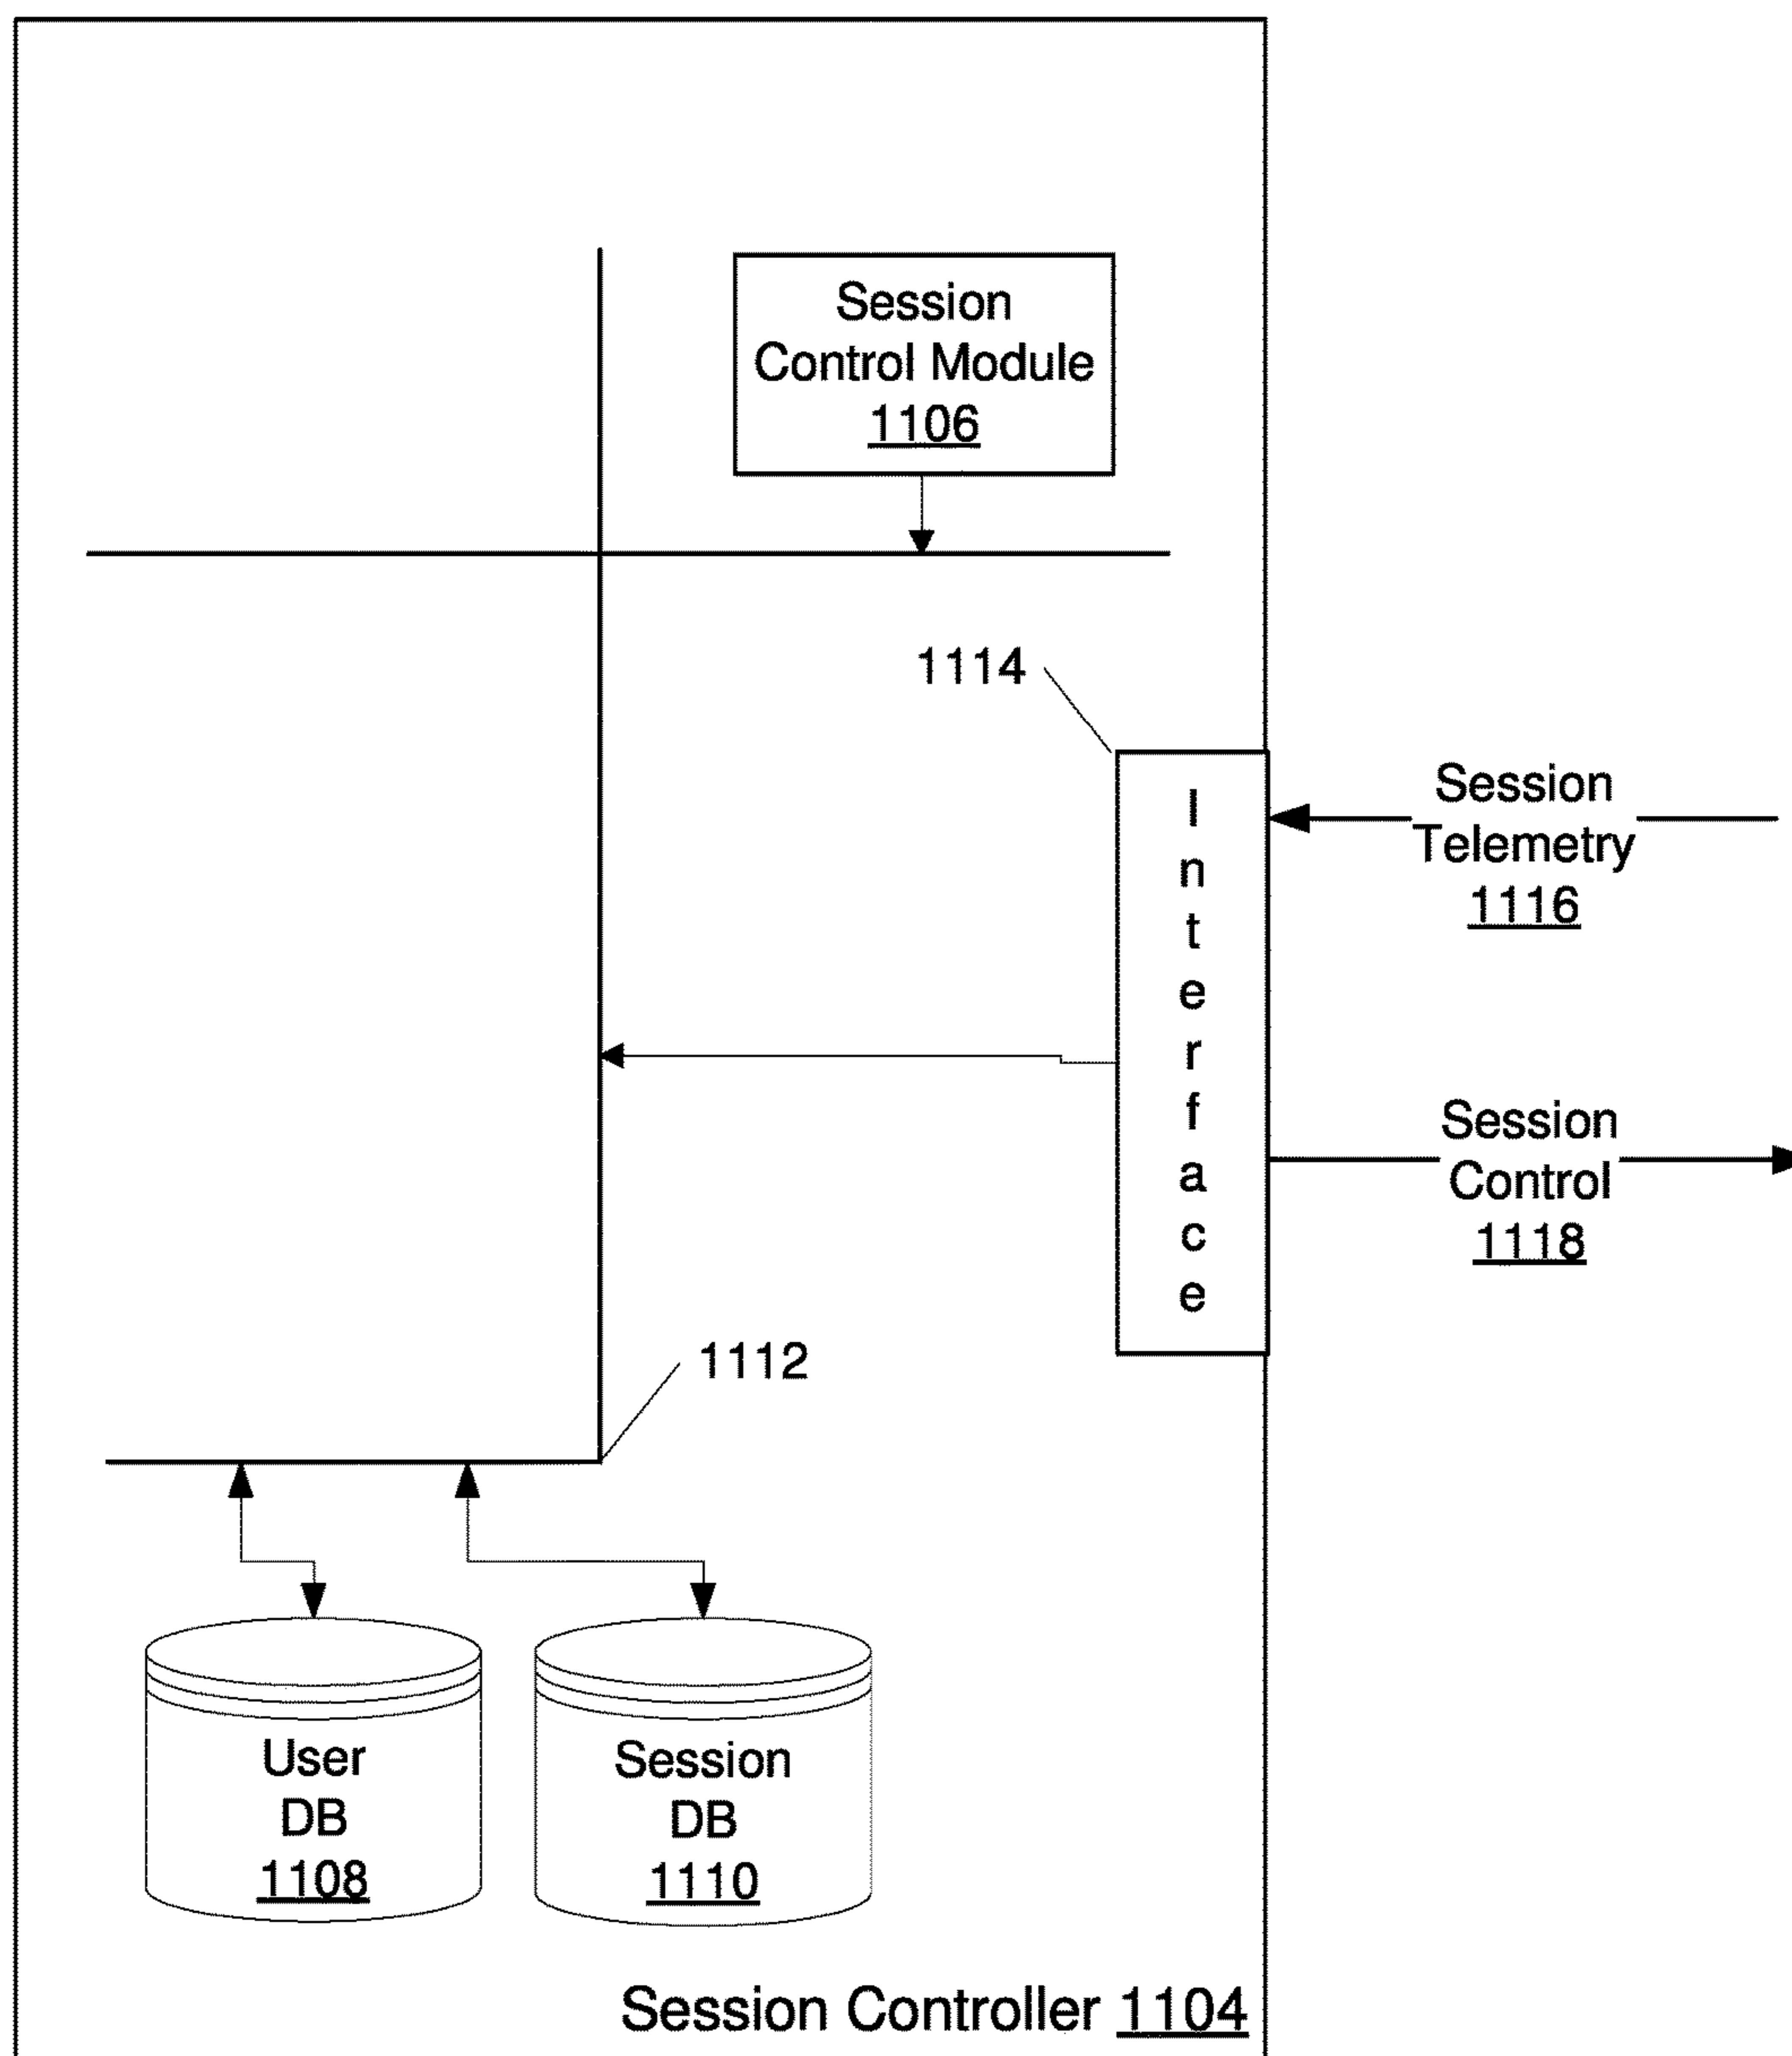 Session
Control Module
1106
1114
Interface
Session
Telemetry
1116
Session
Control
1118
1112
User
DB
1108
Session
DB
1110
Session Controller 1104